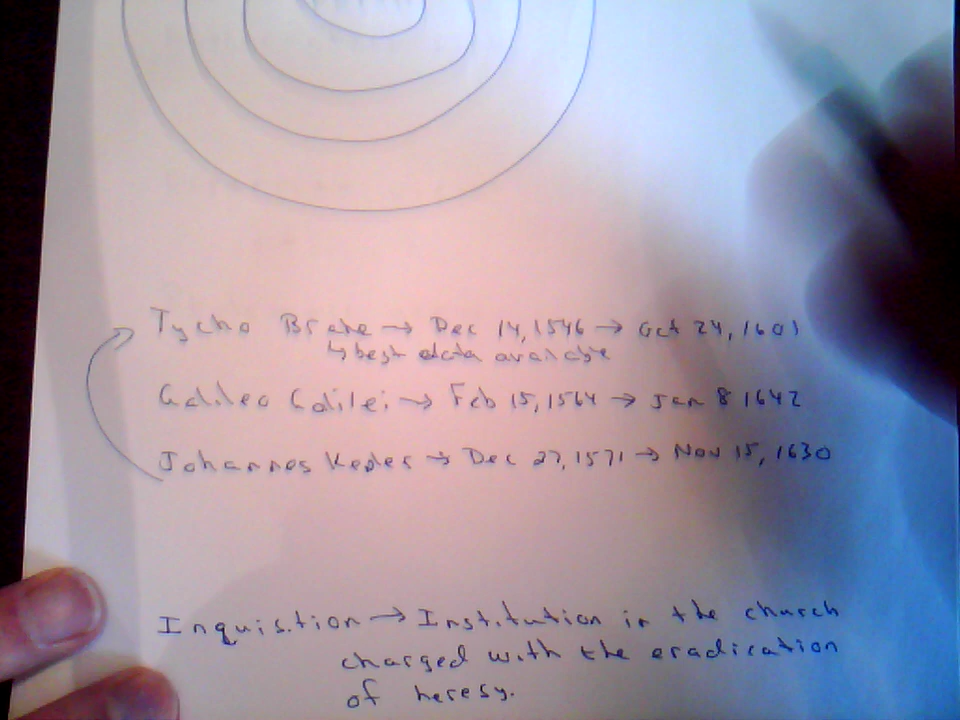 Tycho Brahe → Dec 14, 1546 → Oct 24, 1601
↳ best data available
Galileo Galilei → Feb 15, 1564 → Jan 8 1642
Johannes Kepler → Dec 27, 1571 → Nov 15, 1630
Inquisition → Institution in the church
charged with the eradication
of heresy.